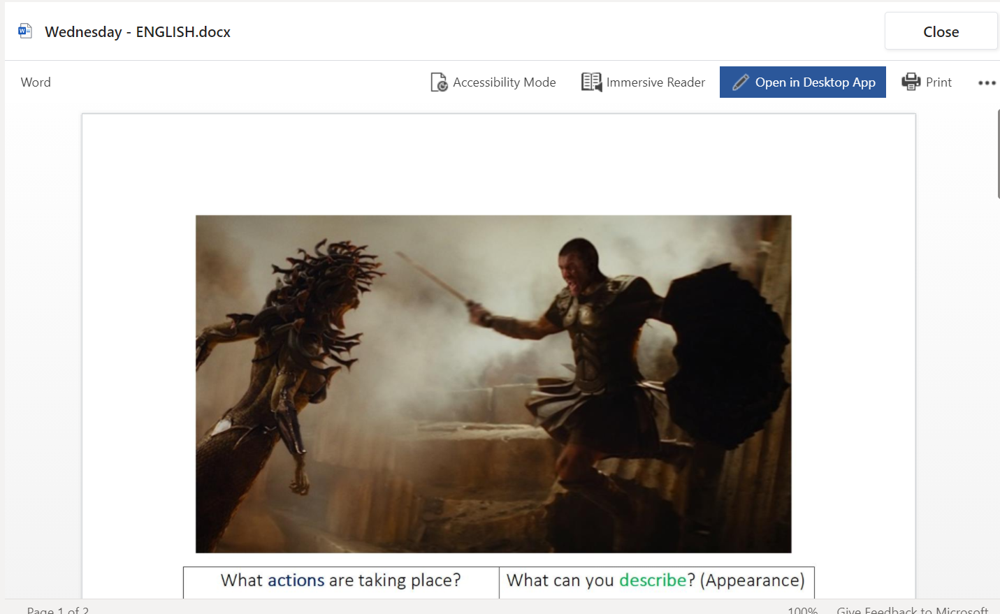 Wednesday - ENGLISH.docx
Close
Word
Accessibility Mode
Immersive Reader
Open in Desktop App
Print
What actions are taking place?
What can you describe? (Appearance)
Page 1 of 2
100%
Give Feedback to Microsoft